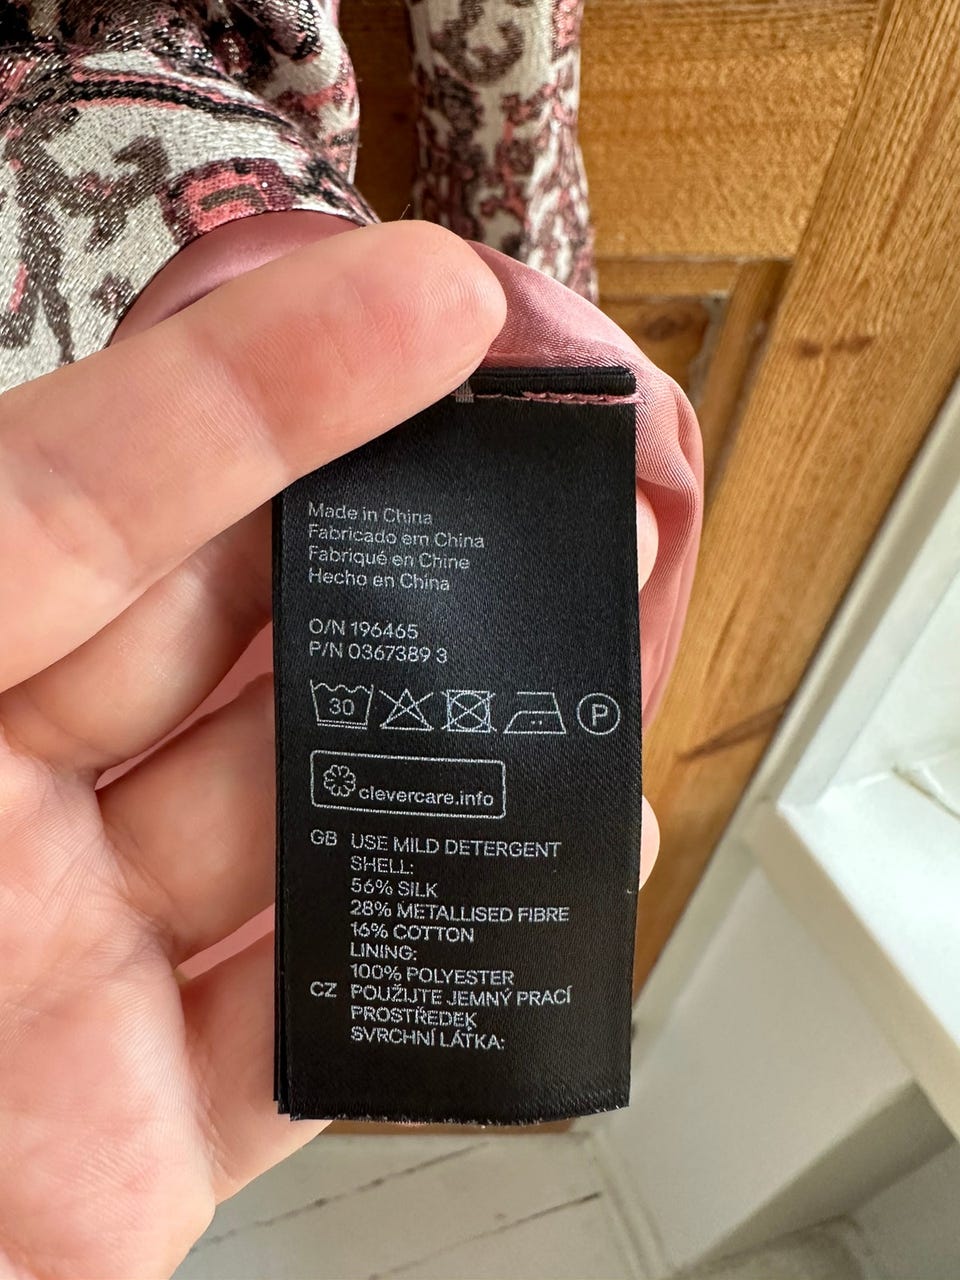 Made in China
Fabricado em China
Fabriqué en Chine
Hecho en China
O/N 196465
P/N 0367389 3
30 P
clevercare.info
GB USE MILD DETERGENT
SHELL:
56% SILK
28% METALLISED FIBRE
16% COTTON
LINING:
100% POLYESTER
CZ POUŽIJTE JEMNÝ PRACÍ
PROSTŘEDEK
SVRCHNÍ LÁTKA: